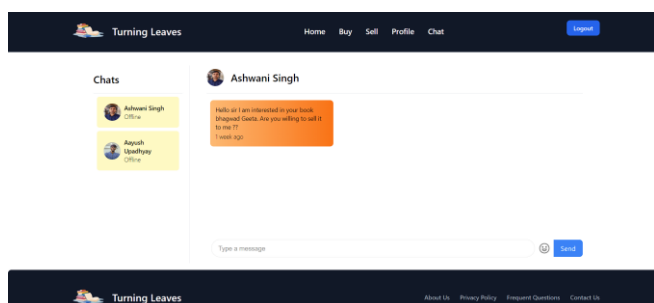 Turning Leaves
Home Buy Sell Profile Chat
Logout
Chats
Ashwani Singh
Offline
Aayush
Upadhyay
Offline
Ashwani Singh
Hello sir I am interested in your book
bhagwad Geeta. Are you willing to sell it
to me ??
1 week ago
Type a message
Send
Turning Leaves
About Us Privacy Policy Frequent Questions Contact Us